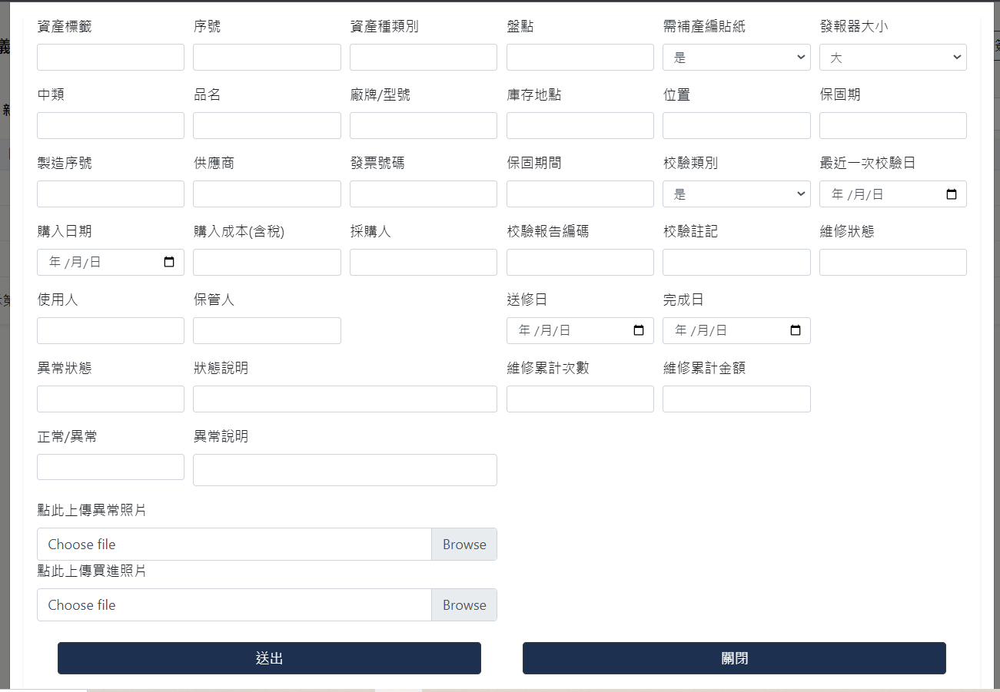 資產標籤 序號 資產種類別 盤點 需補產編貼紙 發報器大小
是 大
中類 品名 廠牌/型號 庫存地點 位置 保固期
製造序號 供應商 發票號碼 保固期間 校驗類別 最近一次校驗日
是 年 /月/日
購入日期 購入成本(含稅) 採購人 校驗報告編碼 校驗註記 維修狀態
年 /月/日
使用人 保管人 送修日 完成日
年 /月/日 年 /月/日
異常狀態 狀態說明 維修累計次數 維修累計金額
正常/異常 異常說明
點此上傳異常照片
Choose file Browse
點此上傳買進照片
Choose file Browse
送出 關閉